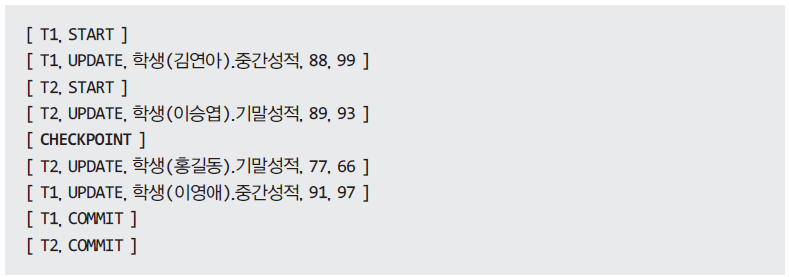 [ T1, START ]
[ T1, UPDATE, 학생(김연아).중간성적, 88, 99 ]
[ T2, START ]
[ T2, UPDATE, 학생(이승엽).기말성적, 89, 93 ]
[ CHECKPOINT ]
[ T2, UPDATE, 학생(홍길동).기말성적, 77, 66 ]
[ T1, UPDATE, 학생(이영애).중간성적, 91, 97 ]
[ T1, COMMIT ]
[ T2, COMMIT ]